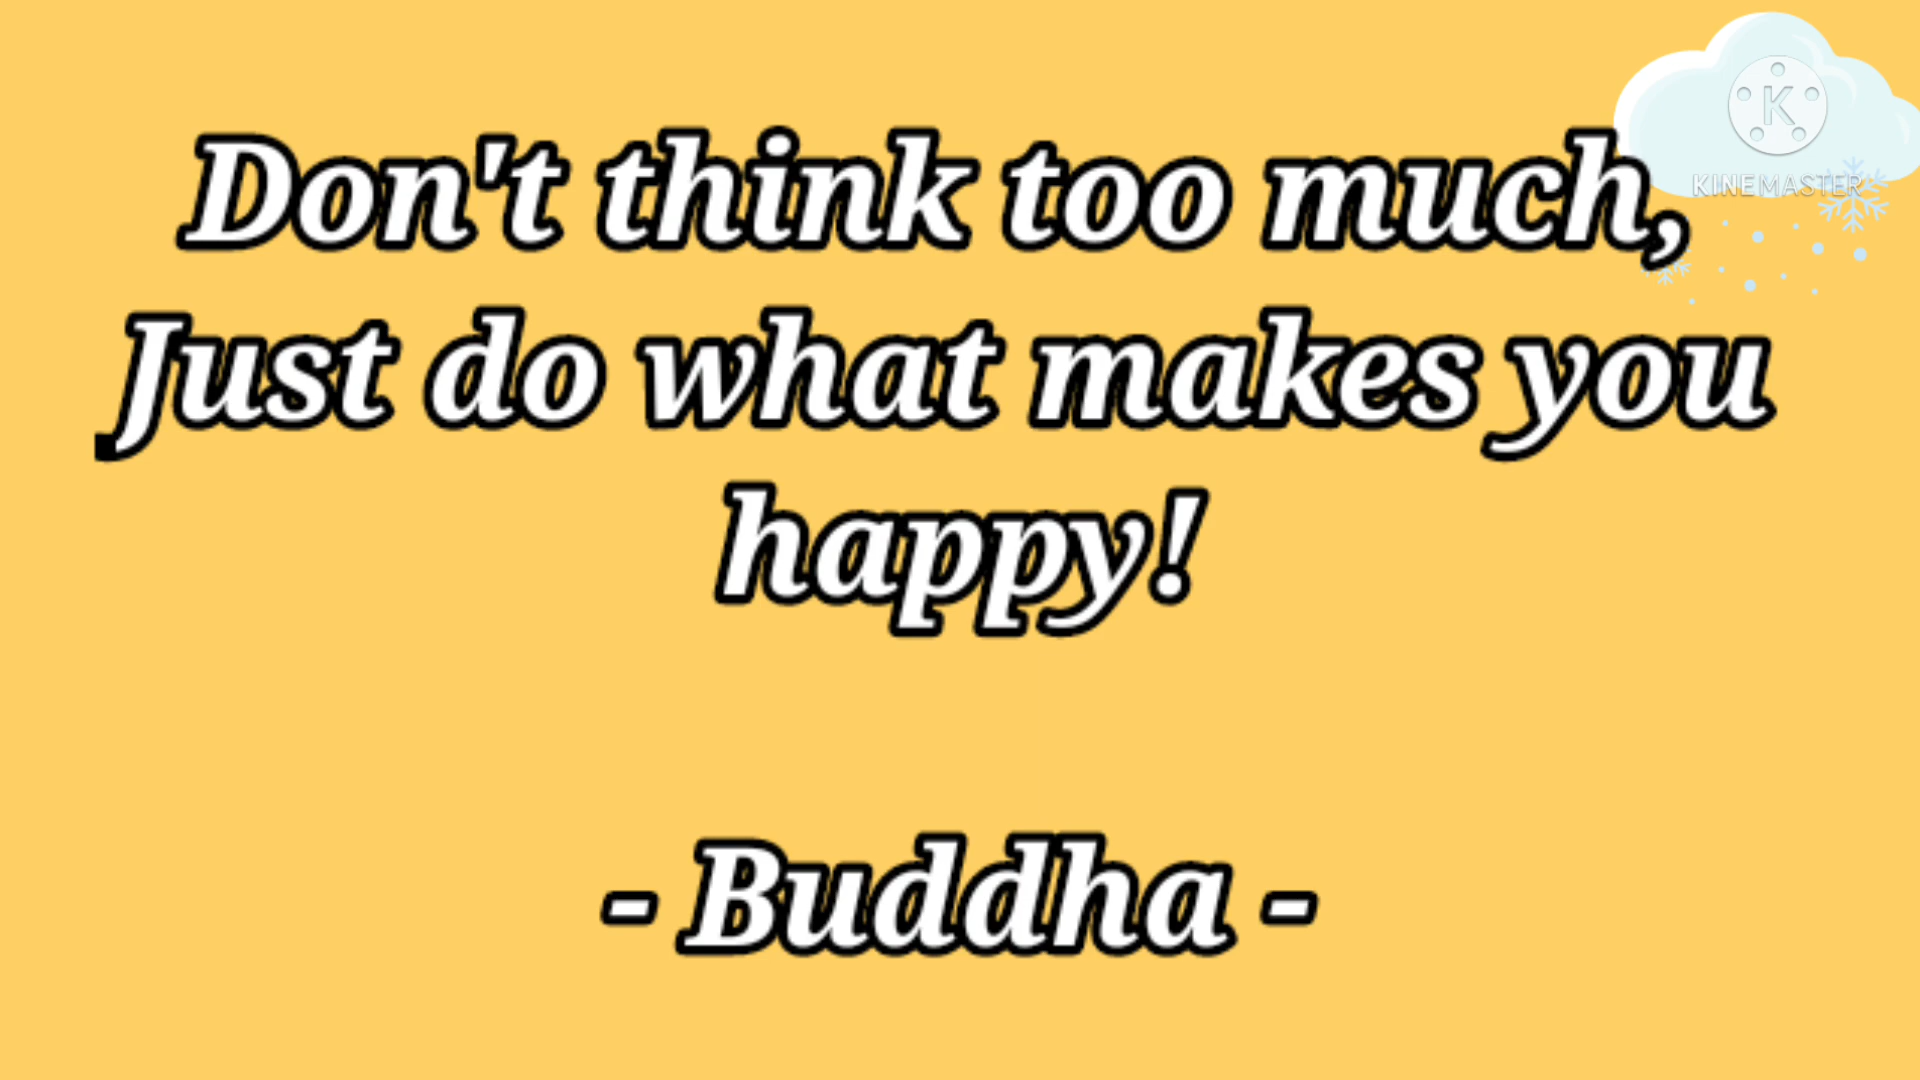 Don't think too much,
Just do what makes you
happy!
- Buddha -
K
KINEMASTER